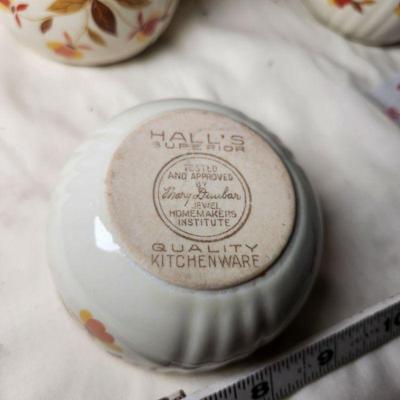 HALL'S
SUPERIOR
TESTED
AND APPROVED
BY
Mary Dunbar
JEWEL
HOMEMAKERS
INSTITUTE
QUALITY
KITCHENWARE
8 9 10